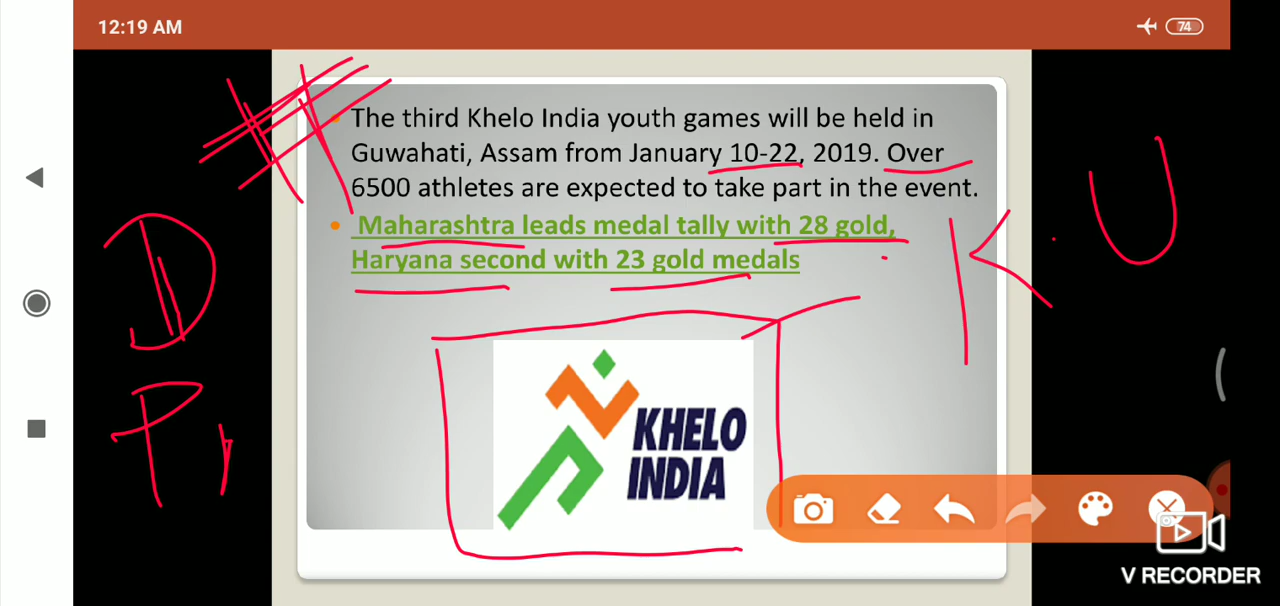 12:19 AM
74
The third Khelo India youth games will be held in
Guwahati, Assam from January 10-22, 2019. Over
6500 athletes are expected to take part in the event.
Maharashtra leads medal tally with 28 gold,
Haryana second with 23 gold medals
D
K
U
KHELO
INDIA
V RECORDER